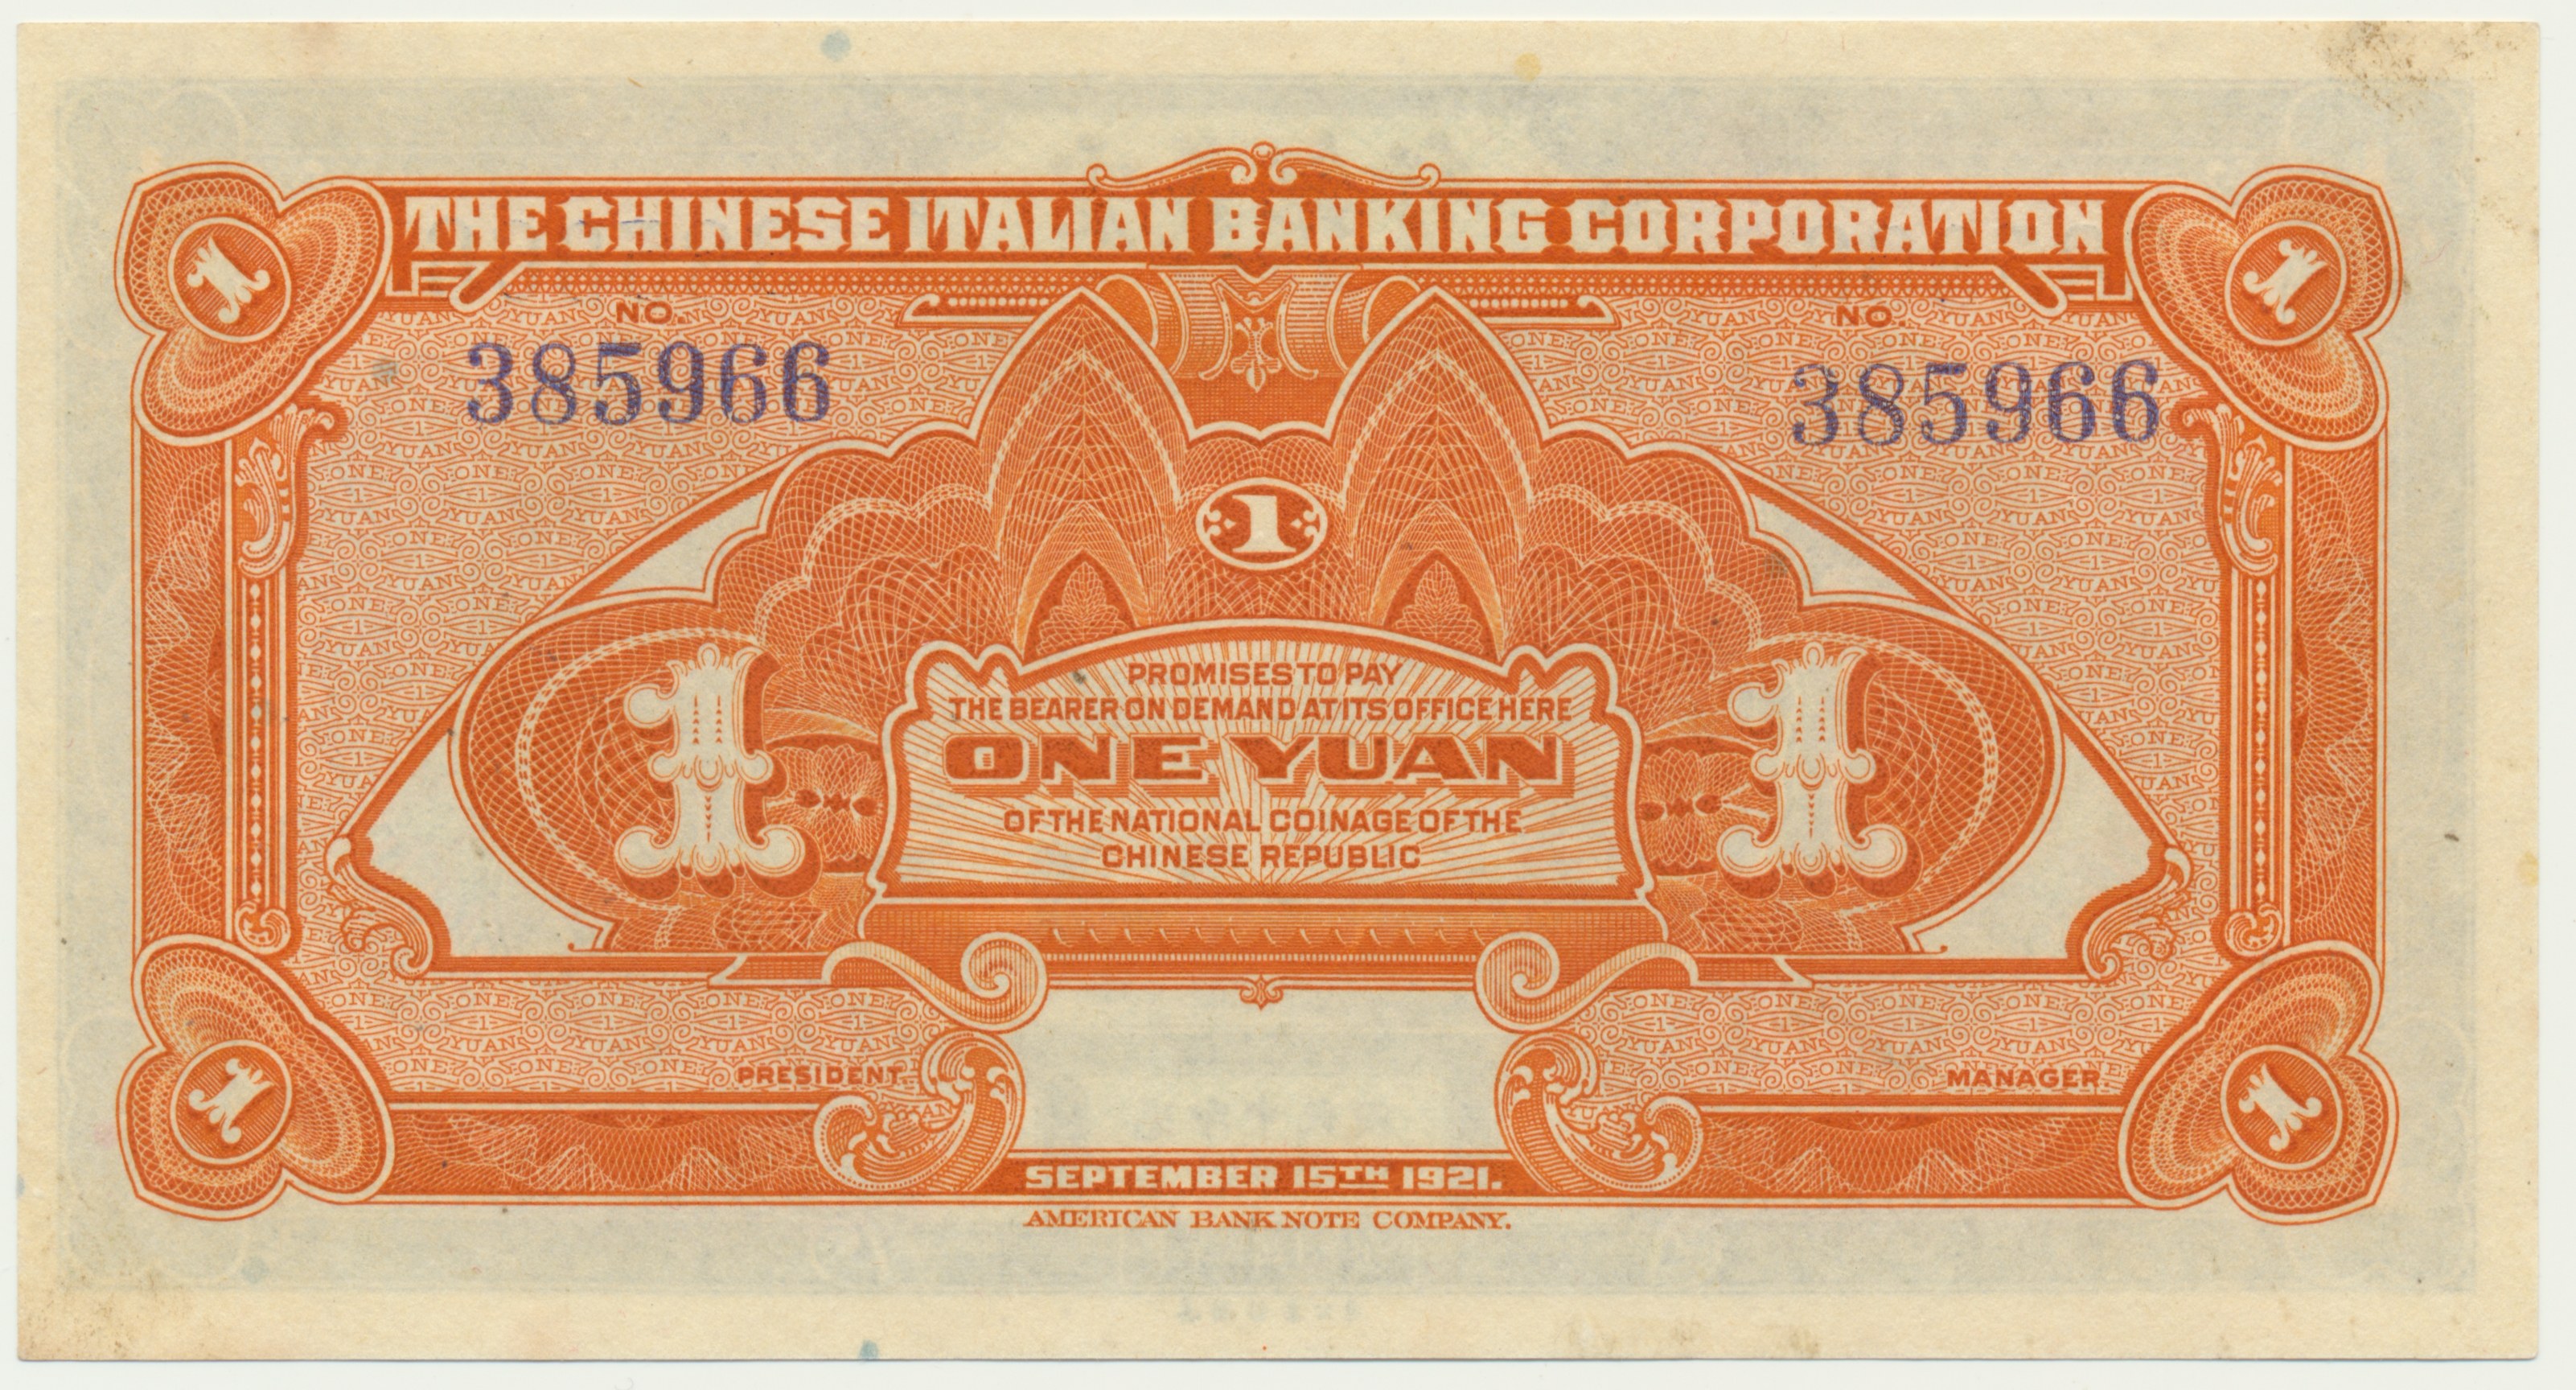 THE CHINESE ITALIAN BANKING CORPORATION
1 1
NO. NO.
385966 385966
1
PROMISES TO PAY
THE BEARER ON DEMAND AT ITS OFFICE HERE
ONE YUAN
1 1
OF THE NATIONAL COINAGE OF THE
CHINESE REPUBLIC
PRESIDENT. MANAGER.
1 1
SEPTEMBER 15TH 1921.
AMERICAN BANK NOTE COMPANY.